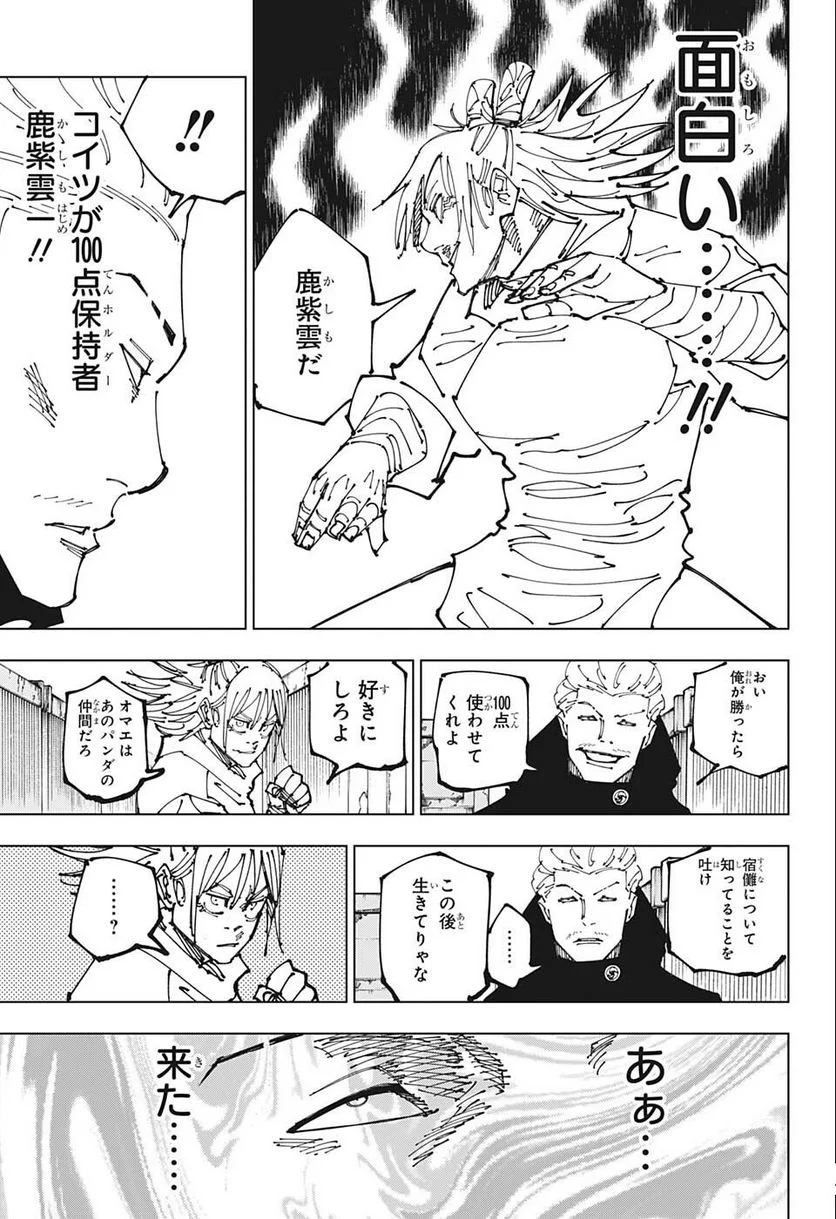 面白い……‼
鹿紫雲だ
‼
コイツが100点保持者
鹿紫雲一‼
おい
俺が勝ったら
100点
使わせて
くれよ
好きに
しろよ
オマエは
あのパンダの
仲間だろ
宿儺について
知ってることを
吐け
……
この後
生きてりゃな
……?
あぁ…
来た……